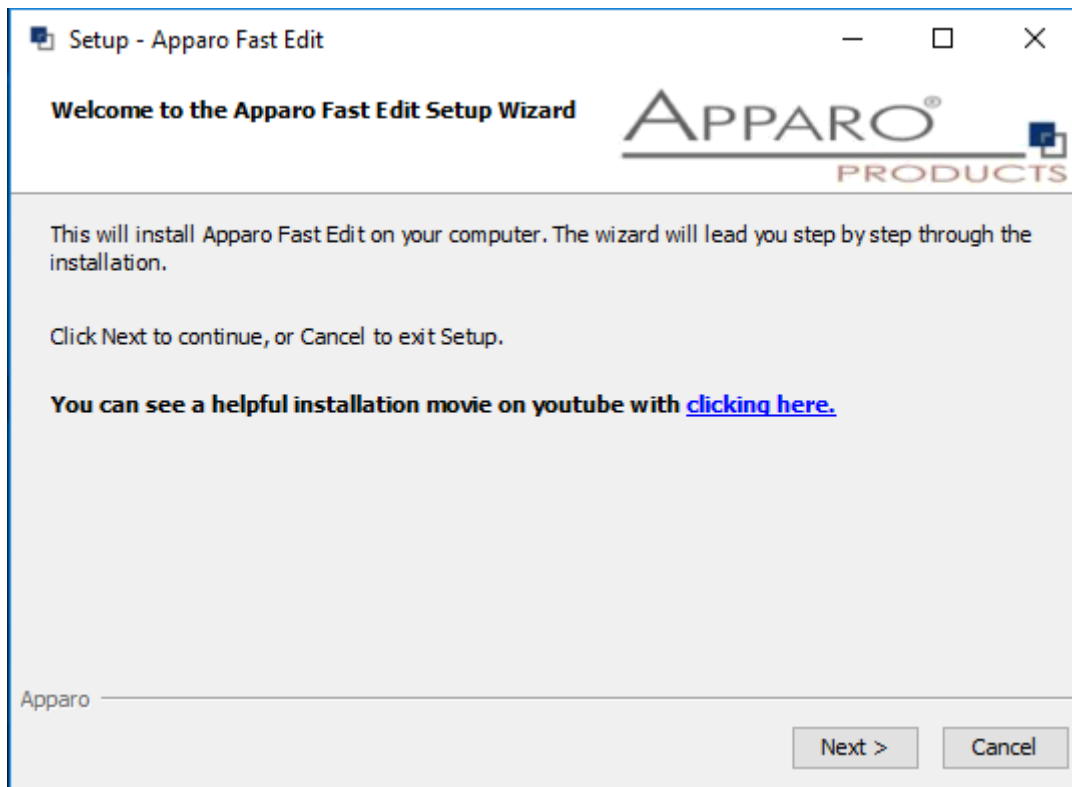 Setup - Apparo Fast Edit
Welcome to the Apparo Fast Edit Setup Wizard
APPARO®
PRODUCTS
This will install Apparo Fast Edit on your computer. The wizard will lead you step by step through the
installation.
Click Next to continue, or Cancel to exit Setup.
You can see a helpful installation movie on youtube with clicking here.
Apparo
Next >
Cancel